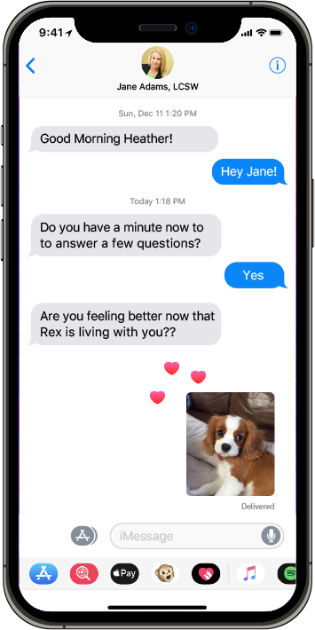 9:41
Jane Adams, LCSW
Sun, Dec 11 1:20 PM
Good Morning Heather!
Hey Jane!
Today 1:18 PM
Do you have a minute now to
to answer a few questions?
Yes
Are you feeling better now that
Rex is living with you??
Delivered
iMessage
Pay